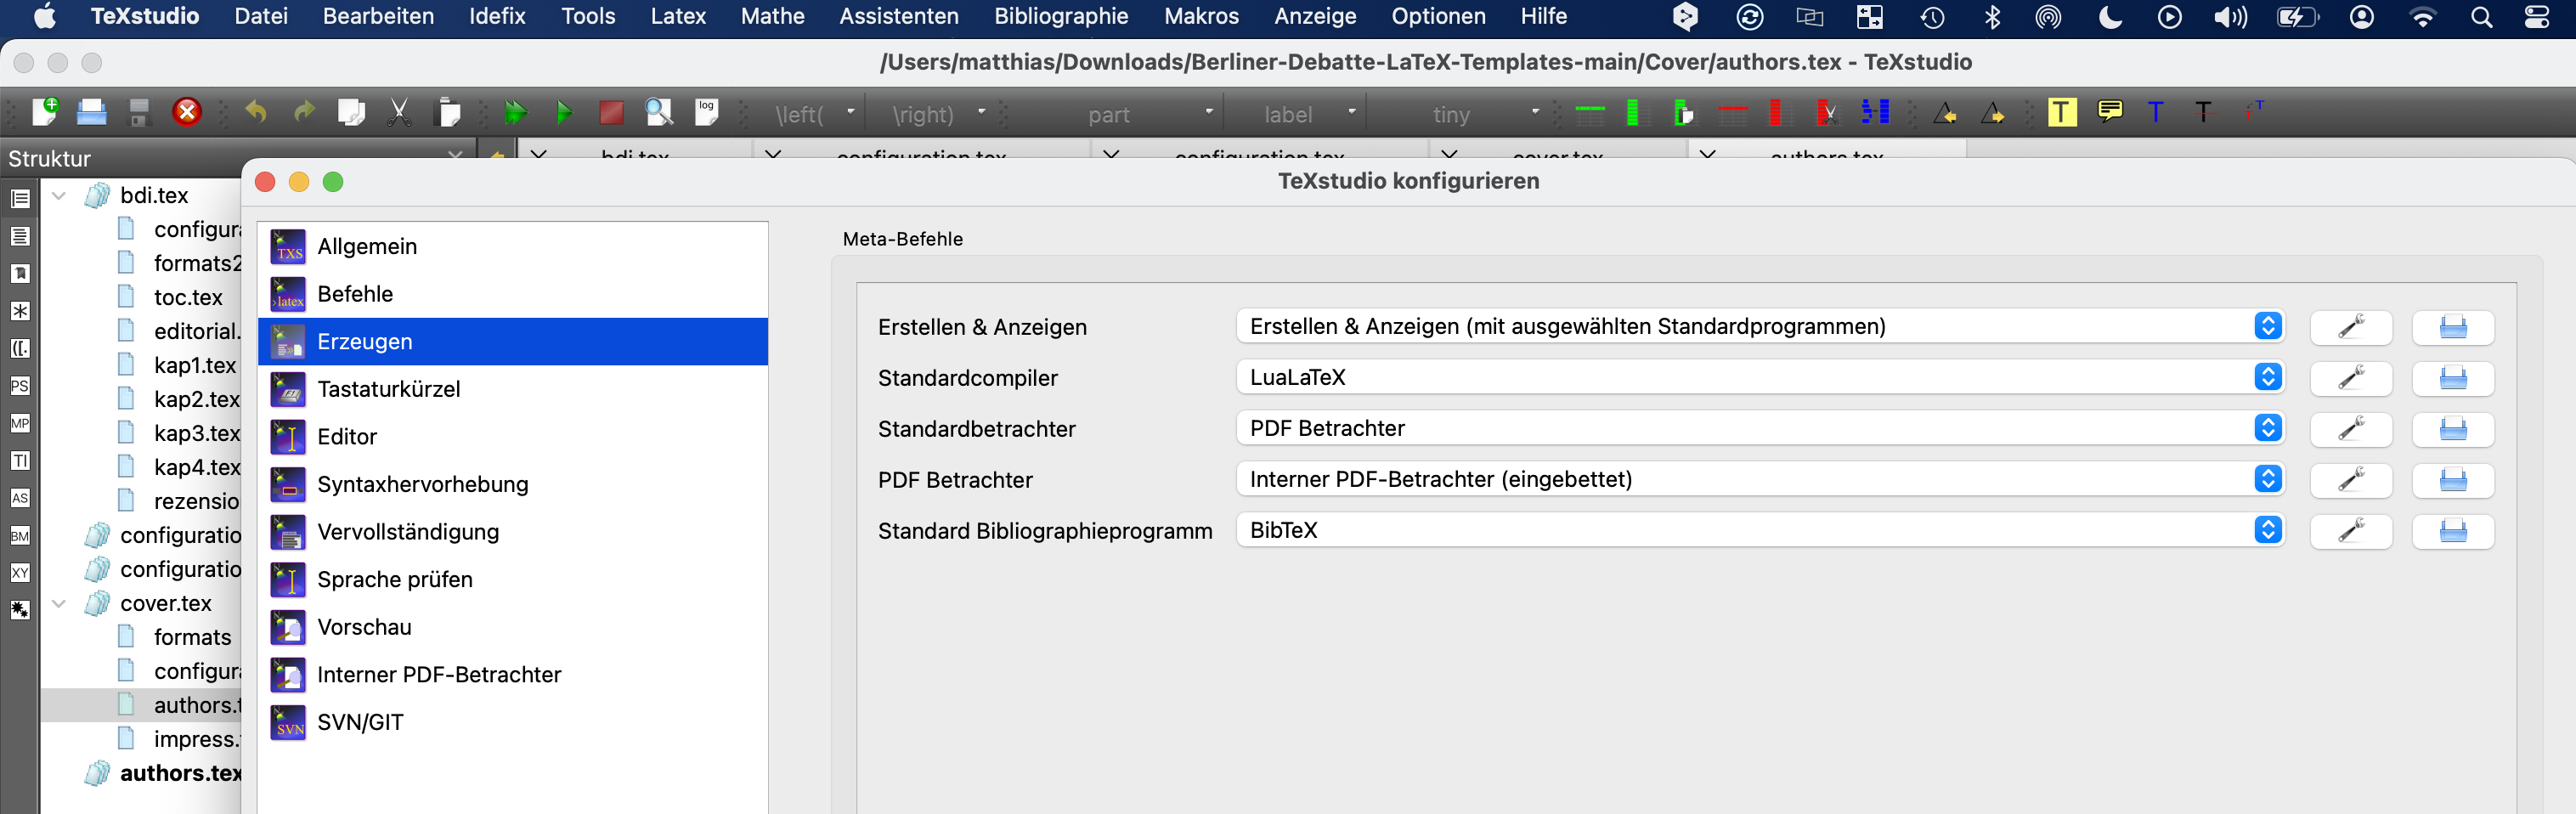 TeXstudio Datei Bearbeiten Idefix Tools Latex Mathe Assistenten Bibliographie Makros Anzeige Optionen Hilfe
/Users/matthias/Downloads/Berliner-Debatte-LaTeX-Templates-main/Cover/authors.tex - TeXstudio
log \left( \right) part label tiny
Struktur bdi.tex configuration.tex configuration.tex cover.tex authors.tex
TeXstudio konfigurieren
bdi.tex
configura
formats2
toc.tex
editorial.
kap1.tex
kap2.tex
kap3.tex
kap4.tex
rezensio
configuratio
configuratio
cover.tex
formats
configura
authors.t
impress.
authors.tex
PS
MP
TI
AS
BM
XY
Allgemein
Befehle
Erzeugen
Tastaturkürzel
Editor
Syntaxhervorhebung
Vervollständigung
Sprache prüfen
Vorschau
Interner PDF-Betrachter
SVN/GIT
Meta-Befehle
Erstellen & Anzeigen Erstellen & Anzeigen (mit ausgewählten Standardprogrammen)
Standardcompiler LuaLaTeX
Standardbetrachter PDF Betrachter
PDF Betrachter Interner PDF-Betrachter (eingebettet)
Standard Bibliographieprogramm BibTeX